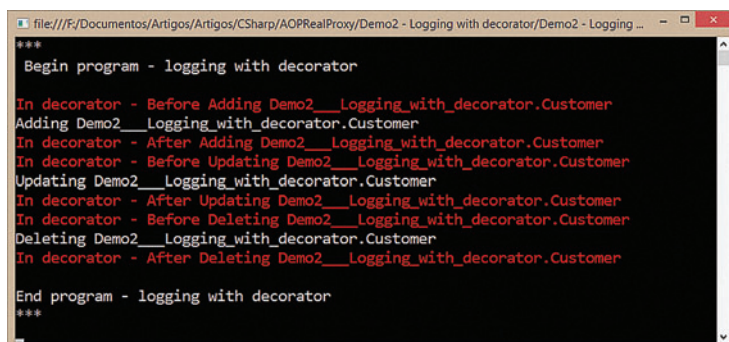 file:///F:/Documentos/Artigos/Artigos/CSharp/AOPRealProxy/Demo2 - Logging with decorator/Demo2 - Logging ...
***
Begin program - logging with decorator
In decorator - Before Adding Demo2___Logging_with_decorator.Customer
Adding Demo2___Logging_with_decorator.Customer
In decorator - After Adding Demo2___Logging_with_decorator.Customer
In decorator - Before Updating Demo2___Logging_with_decorator.Customer
Updating Demo2___Logging_with_decorator.Customer
In decorator - After Updating Demo2___Logging_with_decorator.Customer
In decorator - Before Deleting Demo2___Logging_with_decorator.Customer
Deleting Demo2___Logging_with_decorator.Customer
In decorator - After Deleting Demo2___Logging_with_decorator.Customer
End program - logging with decorator
***